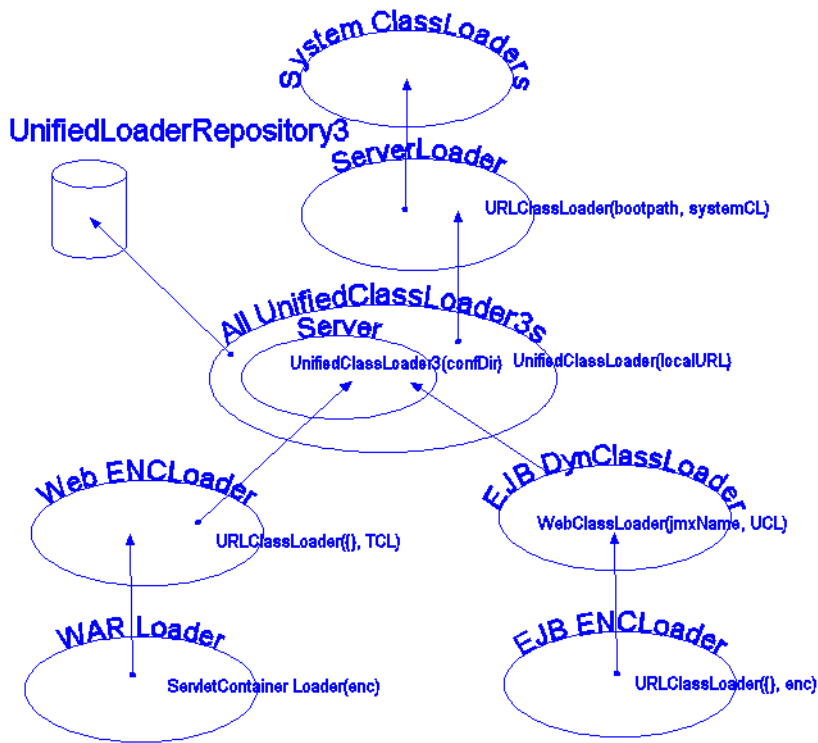 System ClassLoaders
UnifiedLoaderRepository3
ServerLoader
URLClassLoader(bootpath, systemCL)
All UnifiedClassLoader3s
Server
UnifiedClassLoader3(confDir)
UnifiedClassLoader(localURL)
Web ENCLoader
URLClassLoader({}, TCL)
EJB DynClassLoader
WebClassLoader(jmxName, UCL)
WAR Loader
ServletContainer Loader(enc)
EJB ENCLoader
URLClassLoader({}, enc)